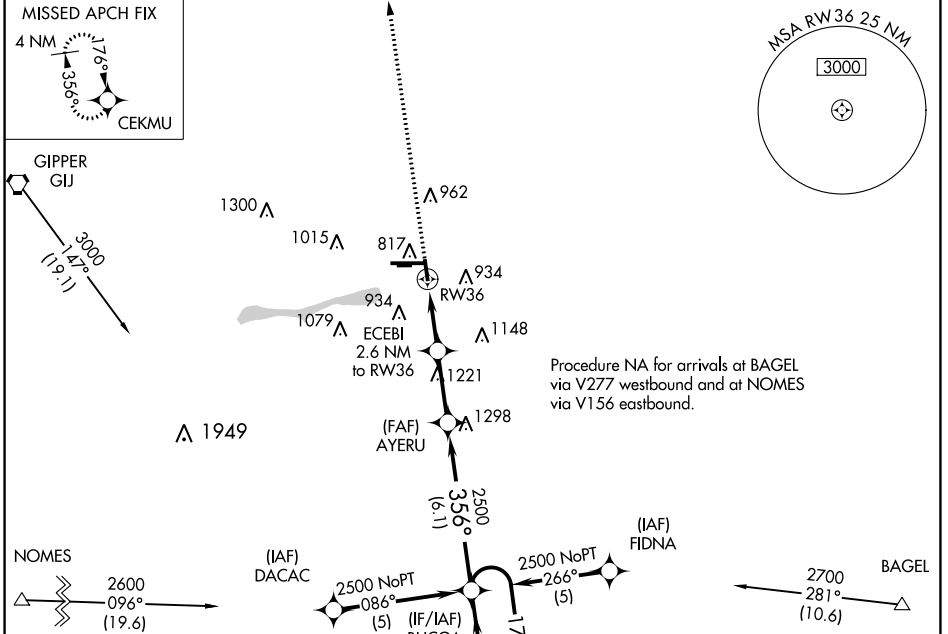 MISSED APCH FIX
4 NM
176°
356°
CEKMU
MSA RW36 25 NM
3000
GIPPER
GIJ
3000
147°
(19.1)
1300
1015
817
962
934
RW36
934
1079
1148
ECEBI
2.6 NM
to RW36
1221
Procedure NA for arrivals at BAGEL
via V277 westbound and at NOMES
via V156 eastbound.
1298
(FAF)
AYERU
1949
2500
356°
(6.1)
NOMES
2600
096°
(19.6)
(IAF)
DACAC
2500 NoPT
086°
(5)
(IF/IAF)
(IAF)
FIDNA
2500 NoPT
266°
(5)
BAGEL
2700
281°
(10.6)
17